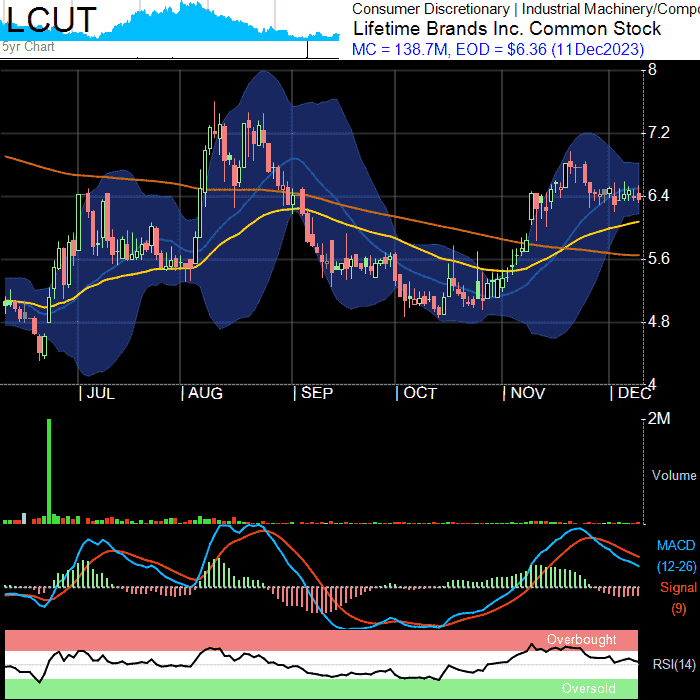 LCUT
5yr Chart
Consumer Discretionary | Industrial Machinery/Compo
Lifetime Brands Inc. Common Stock
MC = 138.7M, EOD = $6.36 (11Dec2023)
8
7.2
6.4
5.6
4.8
4
| JUL | AUG | SEP | OCT | NOV | DEC
2M
Volume
MACD
(12-26)
Signal
(9)
Overbought
RSI(14)
Oversold